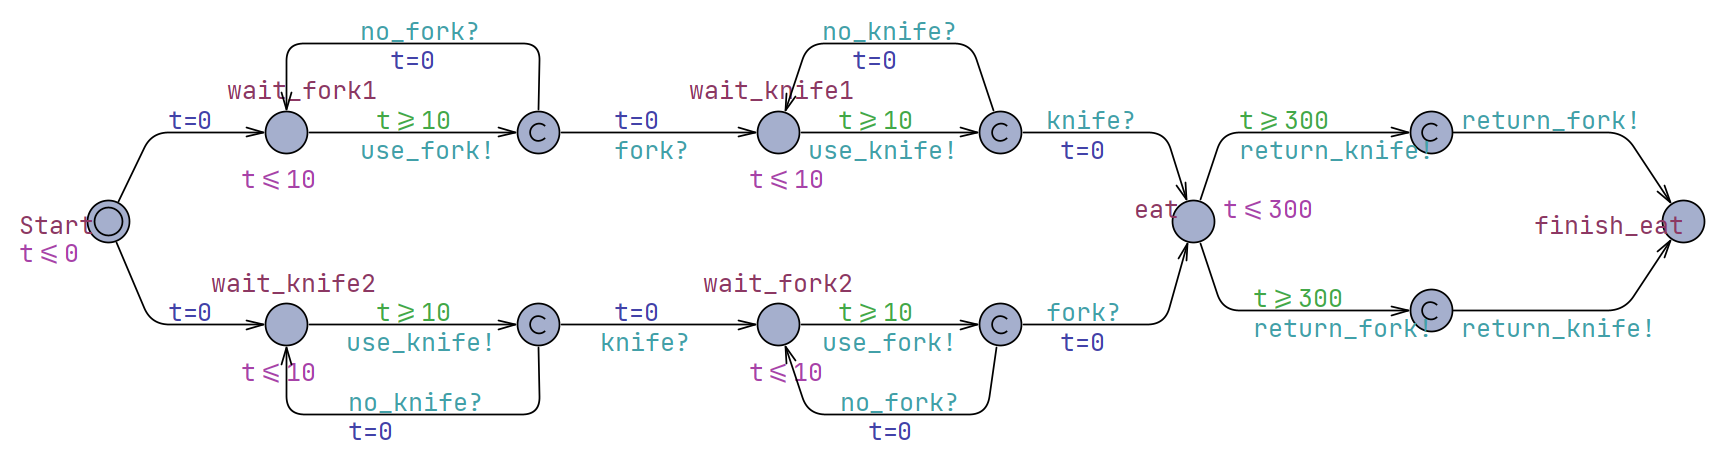 no_fork?
t=0
no_knife?
t=0
wait_fork1
wait_knife1
t=0
t≥10
use_fork!
C
t=0
fork?
t≥10
use_knife!
C
knife?
t=0
t≥300
return_knife!
C
return_fork!
t≤10
t≤10
Start
t≤0
eat
t≤300
finish_eat
wait_knife2
wait_fork2
t=0
t≥10
use_knife!
C
t=0
knife?
t≥10
use_fork!
C
fork?
t=0
t≥300
return_fork!
C
return_knife!
t≤10
t≤10
no_knife?
t=0
no_fork?
t=0